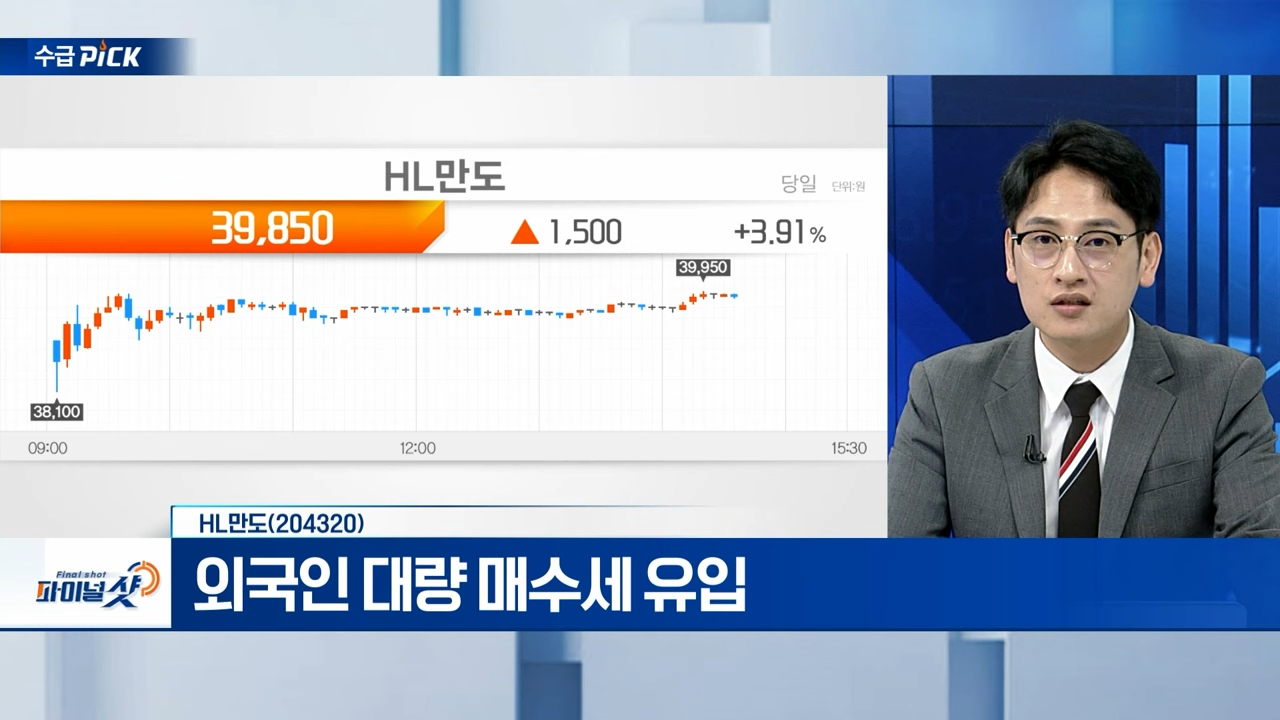 수급 PiCK
HL만도
당일 단위:원
39,850 ▲ 1,500 +3.91%
39,950
38,100
09:00 12:00 15:30
HL만도(204320)
Final shot
파이널샷
외국인 대량 매수세 유입